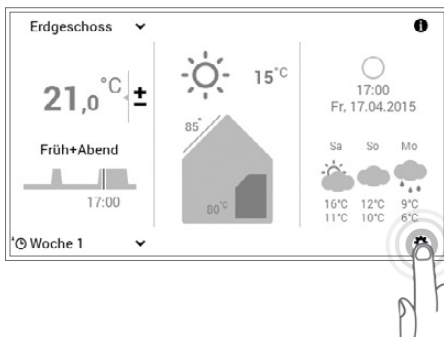 Erdgeschoss
21,0 °C ±
Früh+Abend
17:00
Woche 1
15°C
85°
80°C
17:00
Fr, 17.04.2015
Sa So Mo
16°C 12°C 9°C
11°C 10°C 6°C